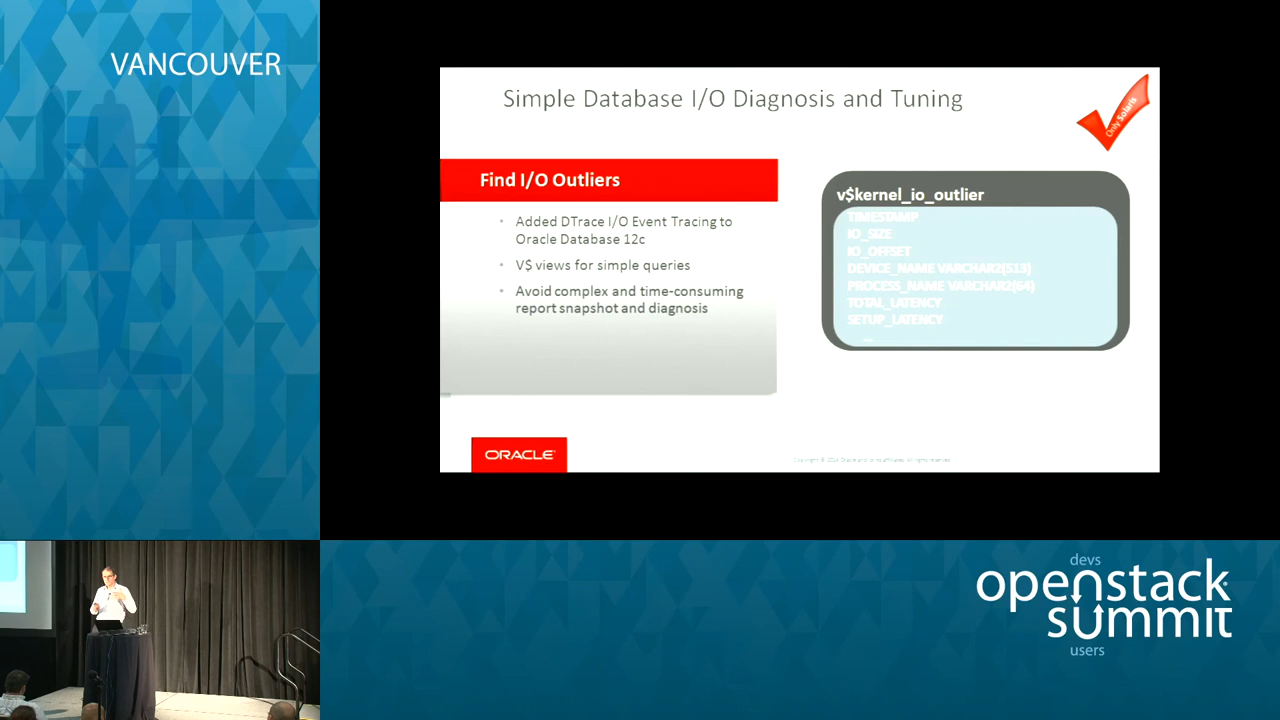 VANCOUVER
Simple Database I/O Diagnosis and Tuning
Only Solaris
Find I/O Outliers
• Added DTrace I/O Event Tracing to
Oracle Database 12c
• V$ views for simple queries
• Avoid complex and time-consuming
report snapshot and diagnosis
v$kernel_io_outlier
TIMESTAMP
IO_SIZE
IO_OFFSET
DEVICE_NAME VARCHAR2(513)
PROCESS_NAME VARCHAR2(64)
TOTAL_LATENCY
SETUP_LATENCY
...
ORACLE
devs
openstack
summit
users